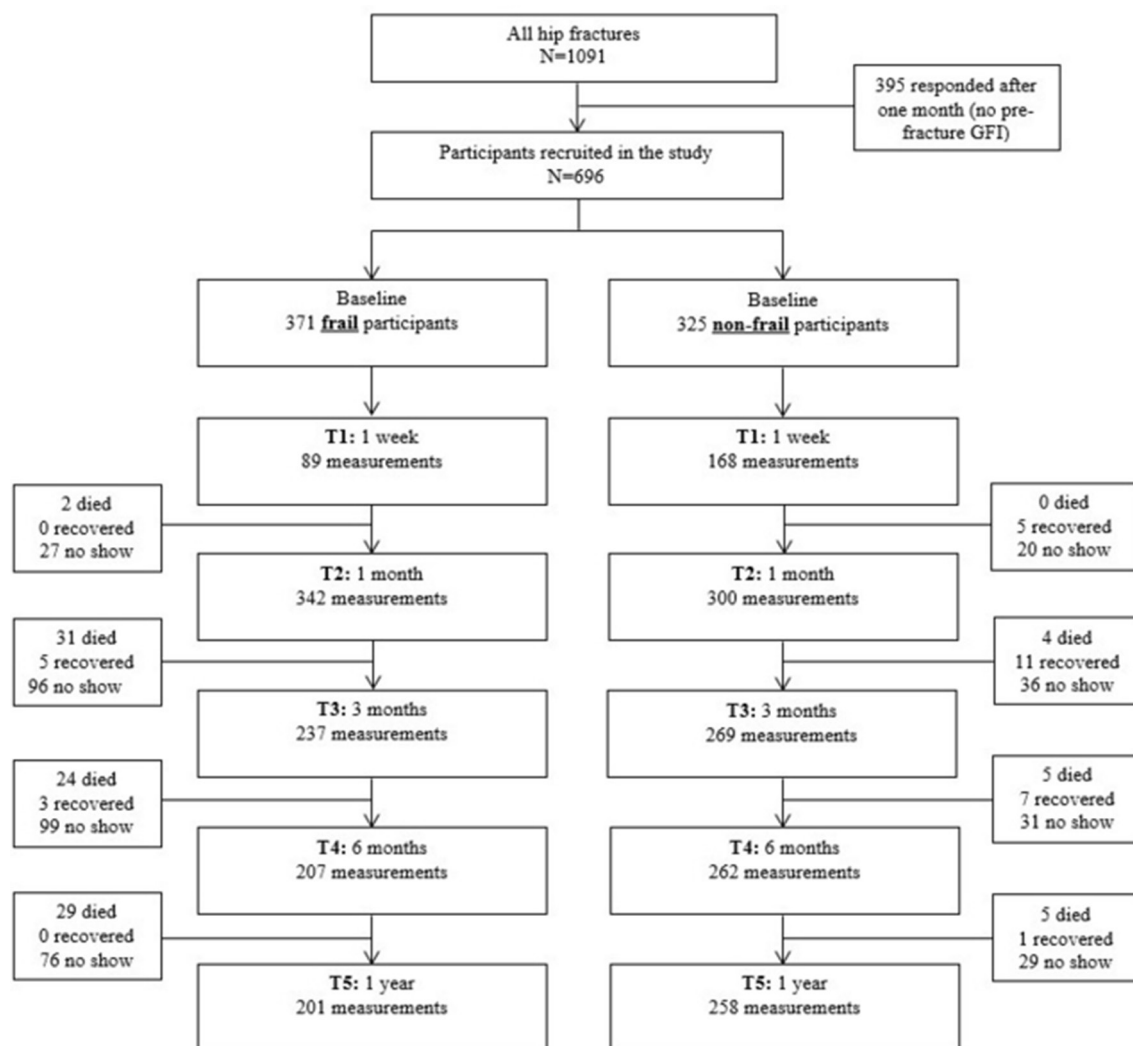 All hip fractures
N=1091
395 responded after
one month (no pre-
fracture GFI)
Participants recruited in the study
N=696
Baseline
371 frail participants
Baseline
325 non-frail participants
T1: 1 week
89 measurements
T1: 1 week
168 measurements
2 died
0 recovered
27 no show
0 died
5 recovered
20 no show
T2: 1 month
342 measurements
T2: 1 month
300 measurements
31 died
5 recovered
96 no show
4 died
11 recovered
36 no show
T3: 3 months
237 measurements
T3: 3 months
269 measurements
24 died
3 recovered
99 no show
5 died
7 recovered
31 no show
T4: 6 months
207 measurements
T4: 6 months
262 measurements
29 died
0 recovered
76 no show
5 died
1 recovered
29 no show
T5: 1 year
201 measurements
T5: 1 year
258 measurements